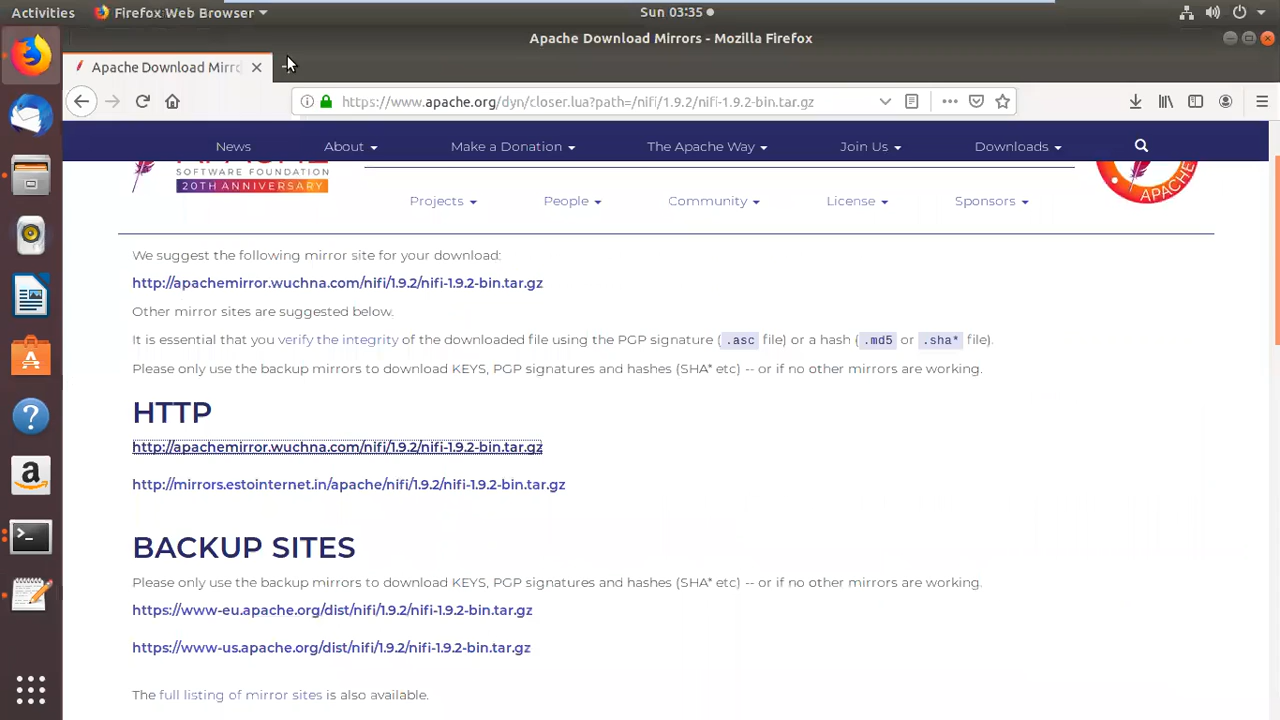 Activities
Firefox Web Browser
Sun 03:35
Apache Download Mirrors - Mozilla Firefox
Apache Download Mirro
https://www.apache.org/dyn/closer.lua?path=/nifi/1.9.2/nifi-1.9.2-bin.tar.gz
News
About
Make a Donation
The Apache Way
Join Us
Downloads
SOFTWARE FOUNDATION
20TH ANNIVERSARY
APACHE
Projects
People
Community
License
Sponsors
We suggest the following mirror site for your download:
http://apachemirror.wuchna.com/nifi/1.9.2/nifi-1.9.2-bin.tar.gz
Other mirror sites are suggested below.
It is essential that you verify the integrity of the downloaded file using the PGP signature (.asc file) or a hash (.md5 or .sha* file).
Please only use the backup mirrors to download KEYS, PGP signatures and hashes (SHA* etc) -- or if no other mirrors are working.
HTTP
http://apachemirror.wuchna.com/nifi/1.9.2/nifi-1.9.2-bin.tar.gz
http://mirrors.estointernet.in/apache/nifi/1.9.2/nifi-1.9.2-bin.tar.gz
BACKUP SITES
Please only use the backup mirrors to download KEYS, PGP signatures and hashes (SHA* etc) -- or if no other mirrors are working.
https://www-eu.apache.org/dist/nifi/1.9.2/nifi-1.9.2-bin.tar.gz
https://www-us.apache.org/dist/nifi/1.9.2/nifi-1.9.2-bin.tar.gz
The full listing of mirror sites is also available.